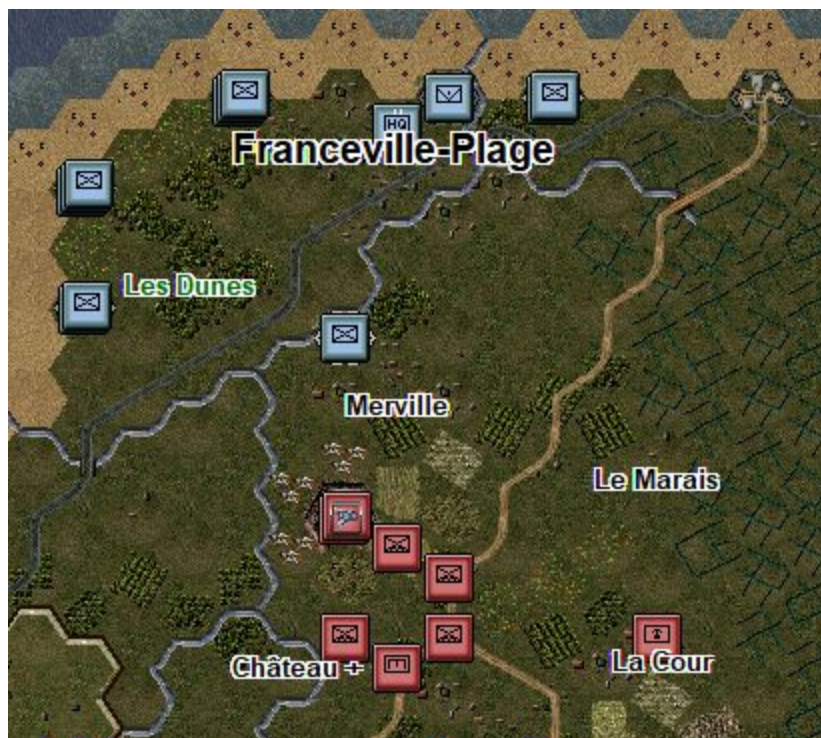 HQ
Franceville-Plage
Les Dunes
Merville
Le Marais
Château +
La Cour